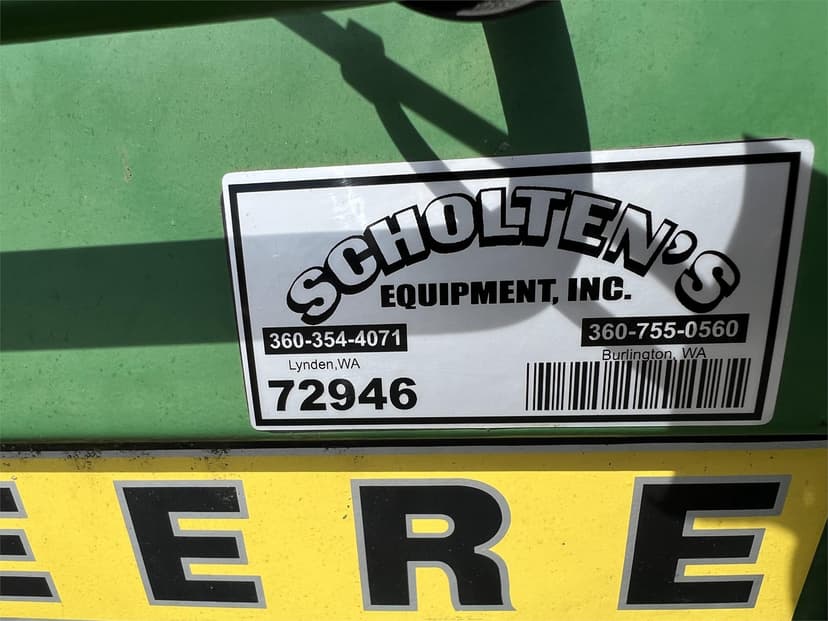 SCHOLTEN'S
EQUIPMENT, INC.
360-354-4071
Lynden,WA
72946
360-755-0560
Burlington, WA
EERE